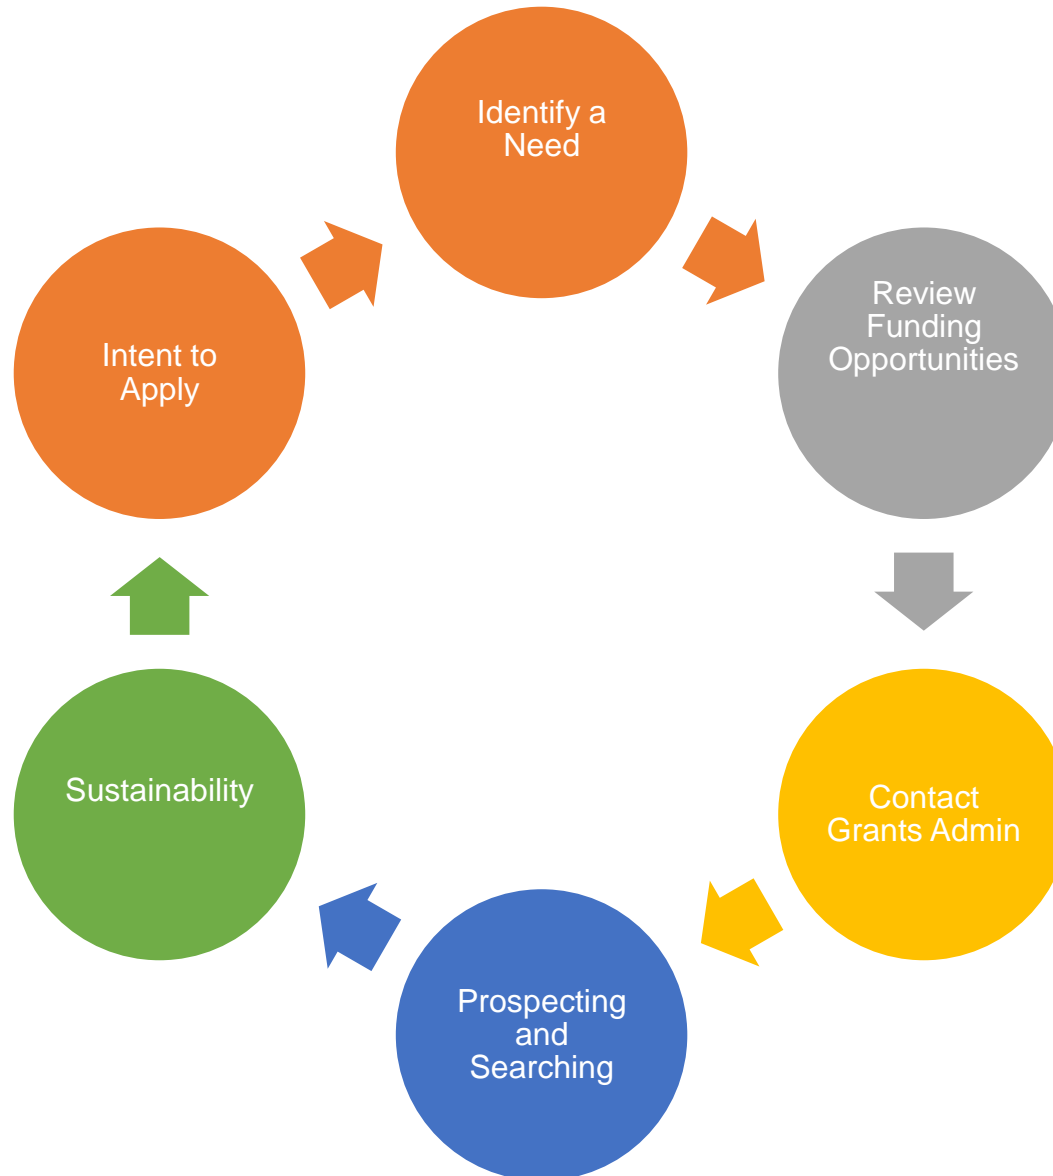 Identify a
Need
Review
Funding
Opportunities
Contact
Grants Admin
Prospecting
and
Searching
Sustainability
Intent to
Apply